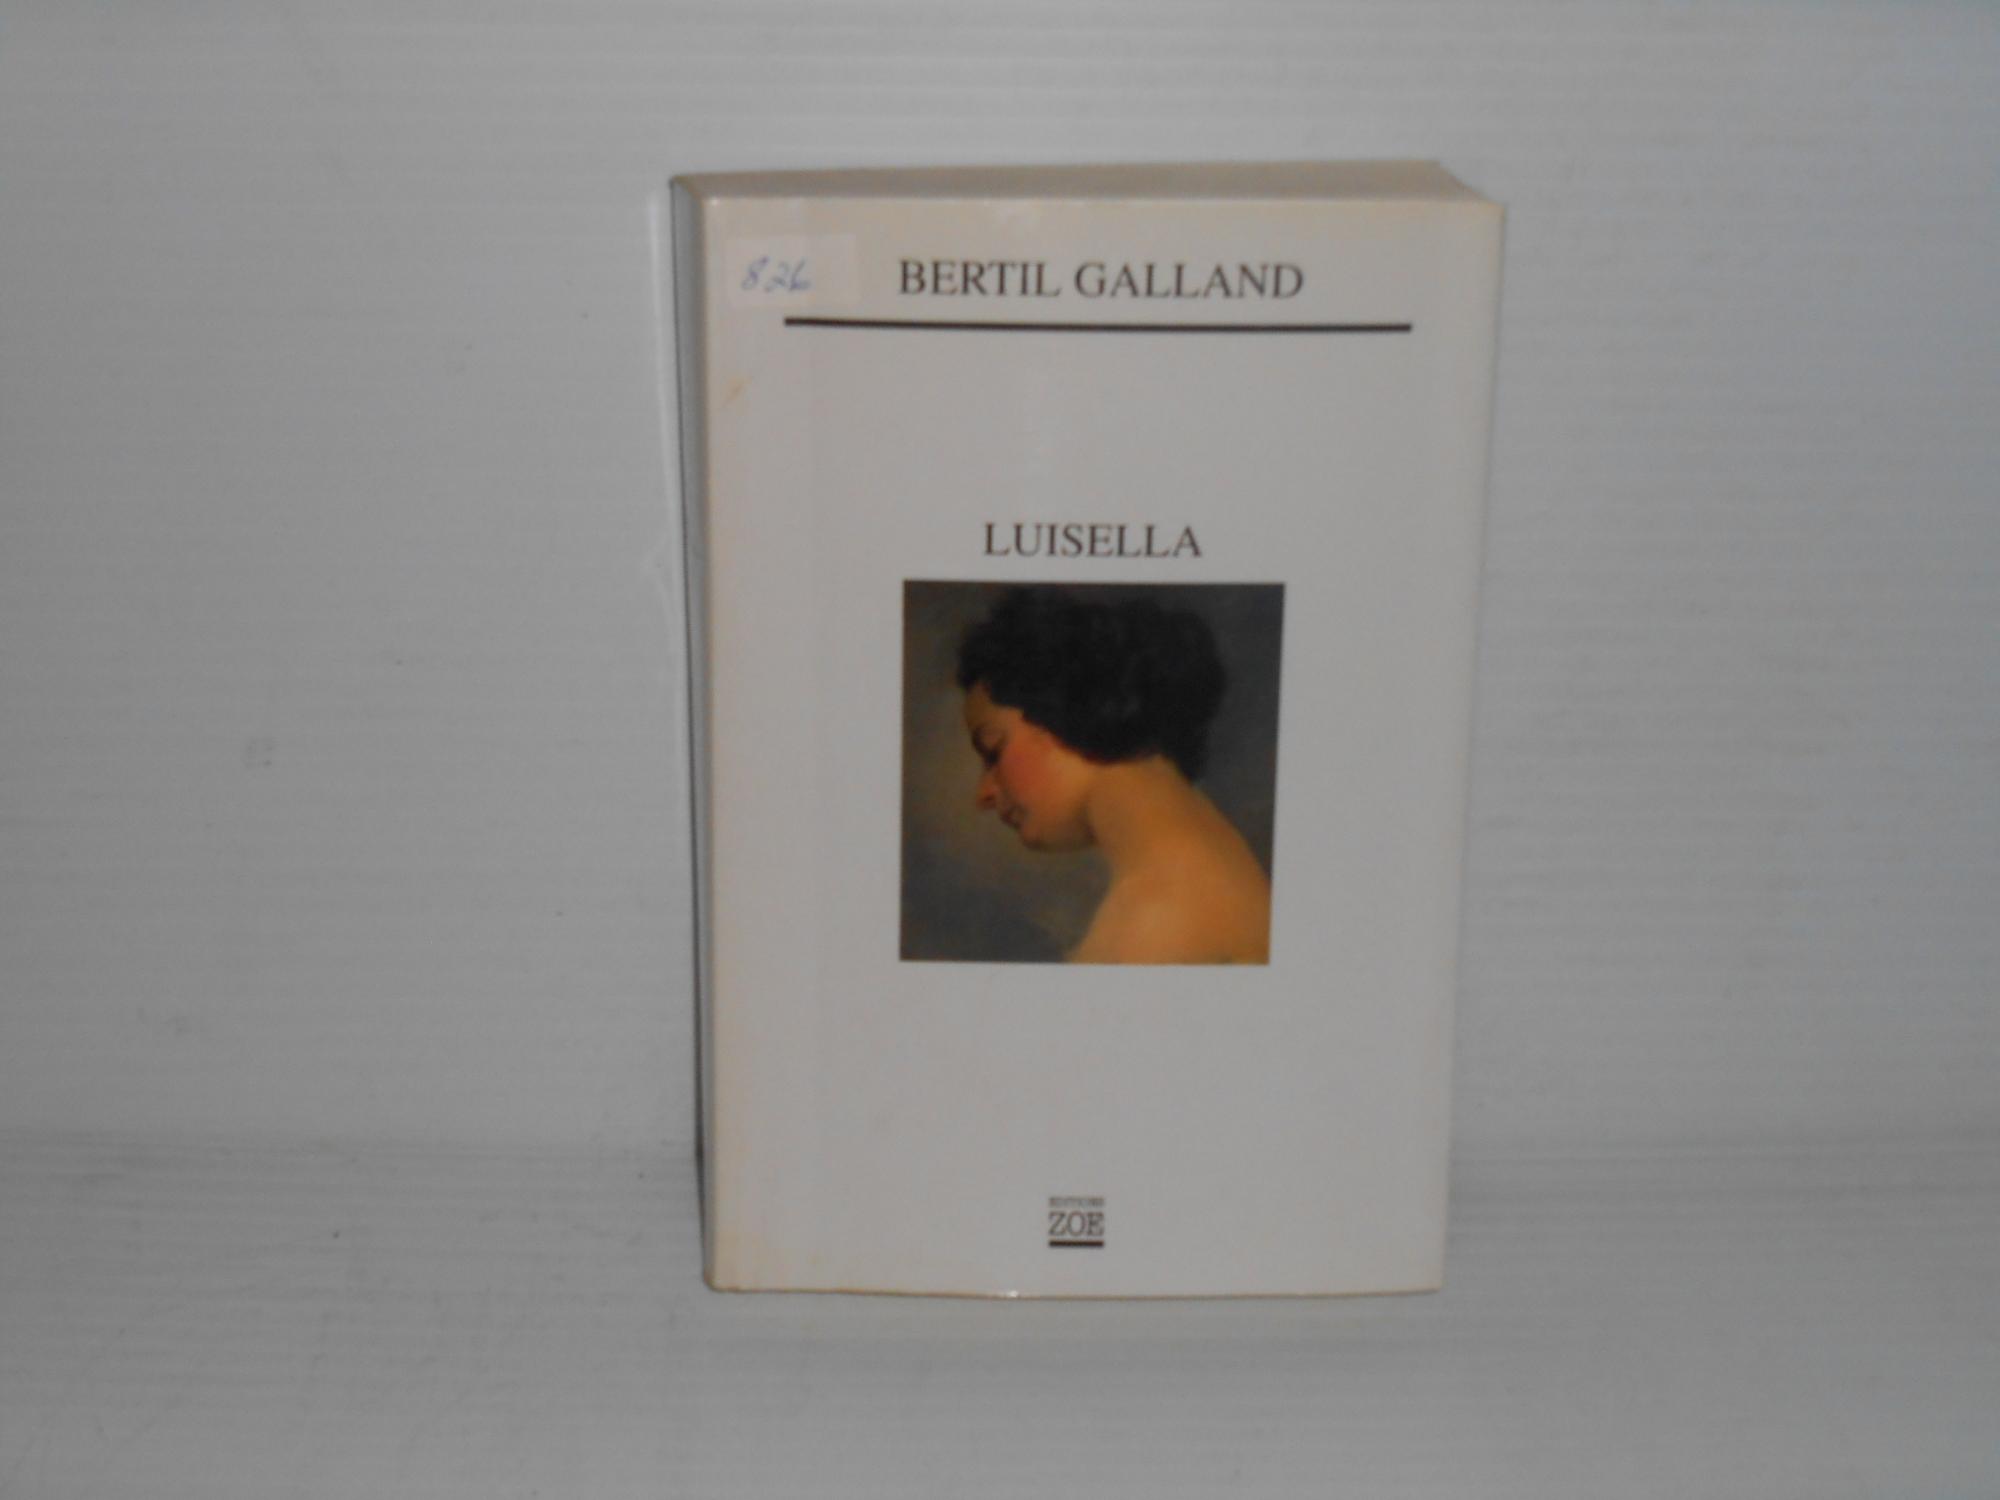 826
BERTIL GALLAND
LUISELLA
EDITIONS
ZOE